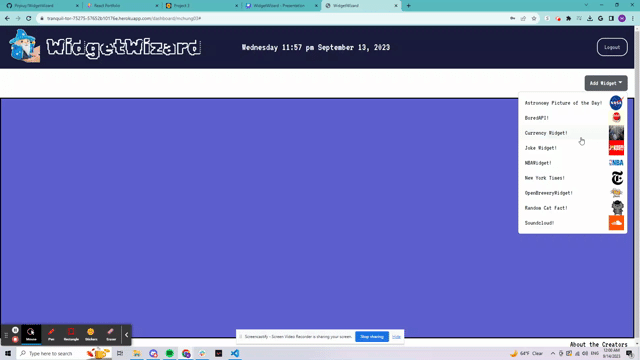 Popup/WidgetWizard
Heroku Portfolio
Project 3
WidgetWizard - Presentation
WidgetWizard
tranquil-tor-75275-57652b10176e.herokuapp.com/dashboard/mchung03#
WidgetWizard
Wednesday 11:57 pm September 13, 2023
Logout
Add Widget
Astronomy Picture of the Day!
BoredAPI!
Currency Widget!
Joke Widget!
NBAWidget!
NBA
New York Times!
OpenBreweryWidget!
Random Cat Fact!
Soundcloud!
Mouse
Pen
Rectangle
Stickers
Eraser
Screencastify - Screen Video Recorder is sharing your screen.
Stop sharing
Hide
About the Creators
Type here to search
64°F Clear
12:00 AM
9/14/2023